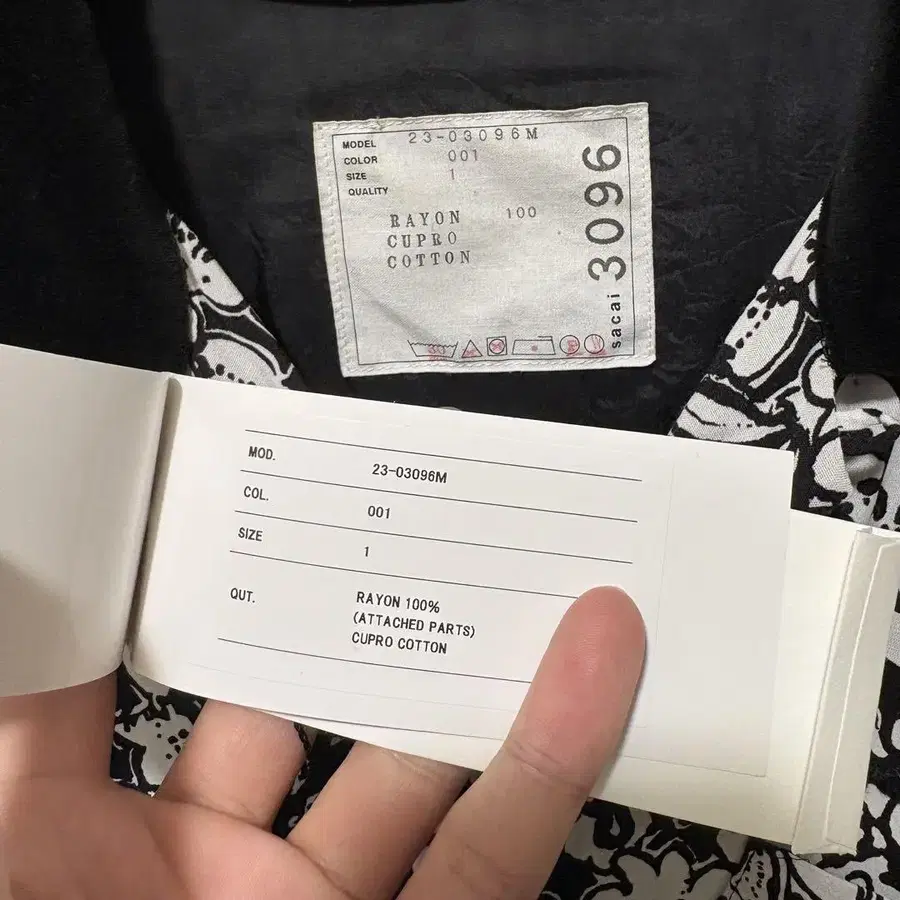 MODEL 23-03096M
COLOR 001
SIZE 1
QUALITY
RAYON 100
CUPRO
COTTON
sacai 3096
MOD. 23-03096M
COL. 001
SIZE 1
QUT. RAYON 100%
(ATTACHED PARTS)
CUPRO COTTON